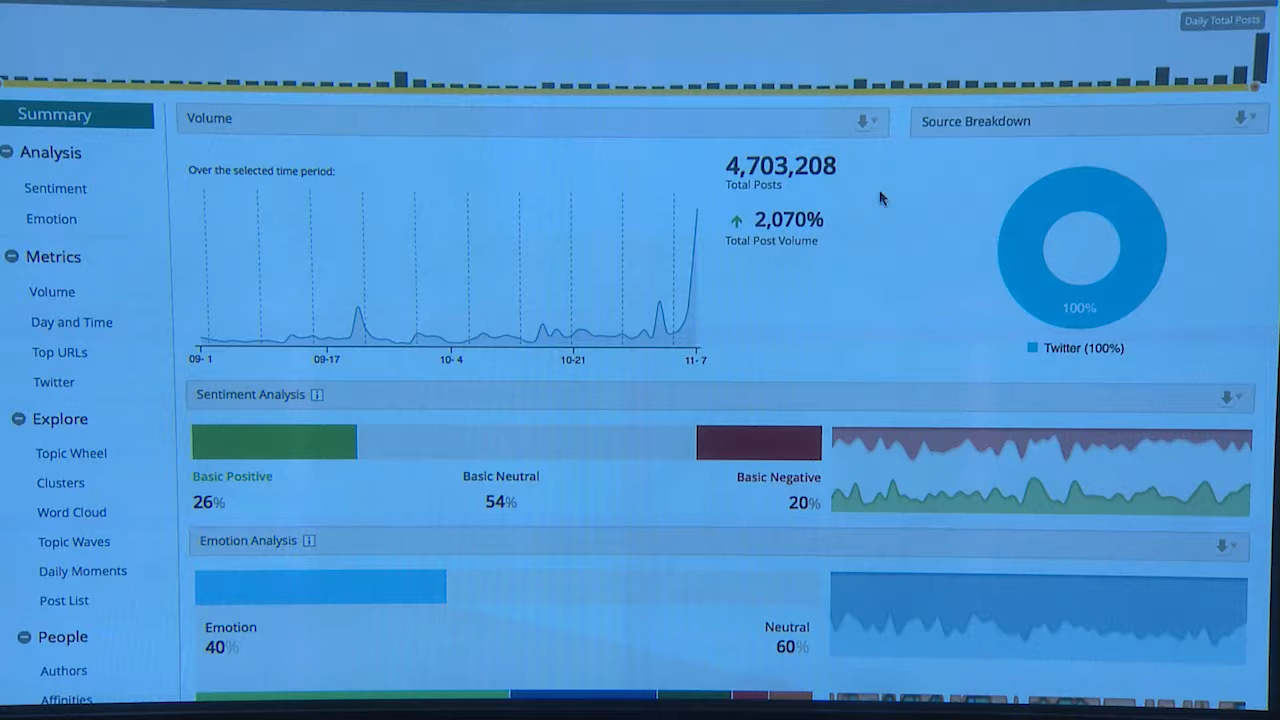 Daily Total Posts
Summary
Analysis
Sentiment
Emotion
Metrics
Volume
Day and Time
Top URLs
Twitter
Explore
Topic Wheel
Clusters
Word Cloud
Topic Waves
Daily Moments
Post List
People
Authors
Affinities
Volume
Over the selected time period:
4,703,208
Total Posts
2,070%
Total Post Volume
09- 1 09-17 10- 4 10-21 11- 7
Source Breakdown
100%
Twitter (100%)
Sentiment Analysis i
Basic Positive Basic Neutral Basic Negative
26% 54% 20%
Emotion Analysis i
Emotion Neutral
40% 60%